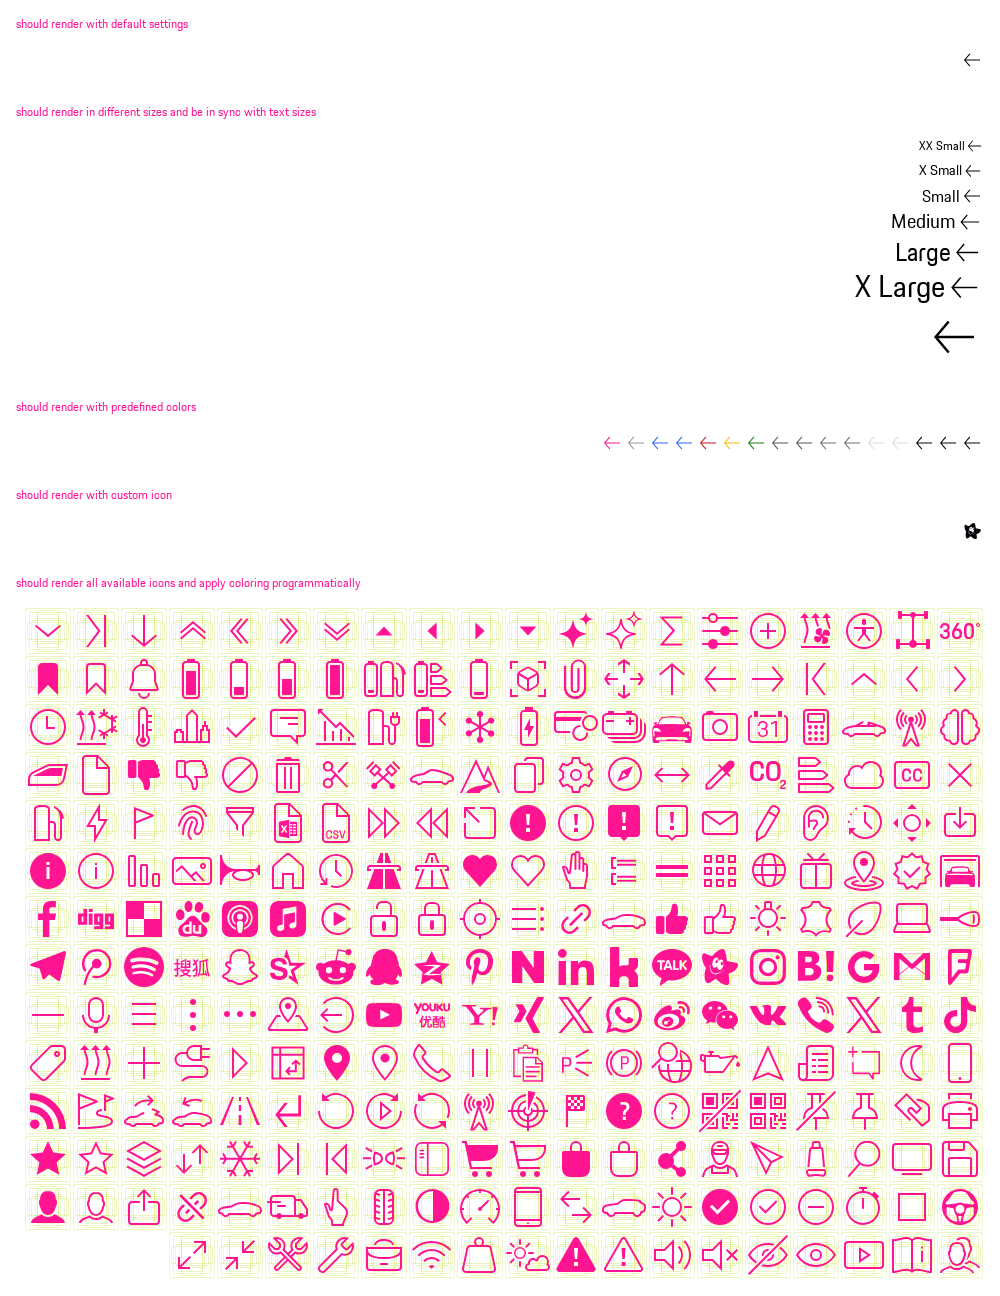 should render with default settings
should render in different sizes and be in sync with text sizes
XX Small
X Small
Small
Medium
Large
X Large
should render with predefined colors
should render with custom icon
should render all available icons and apply coloring programmatically
360°
31
CO2
CC
X
CSV
digg
du
搜狐
TALK
B!
G
YOUKU
优酷
Y!
P
P